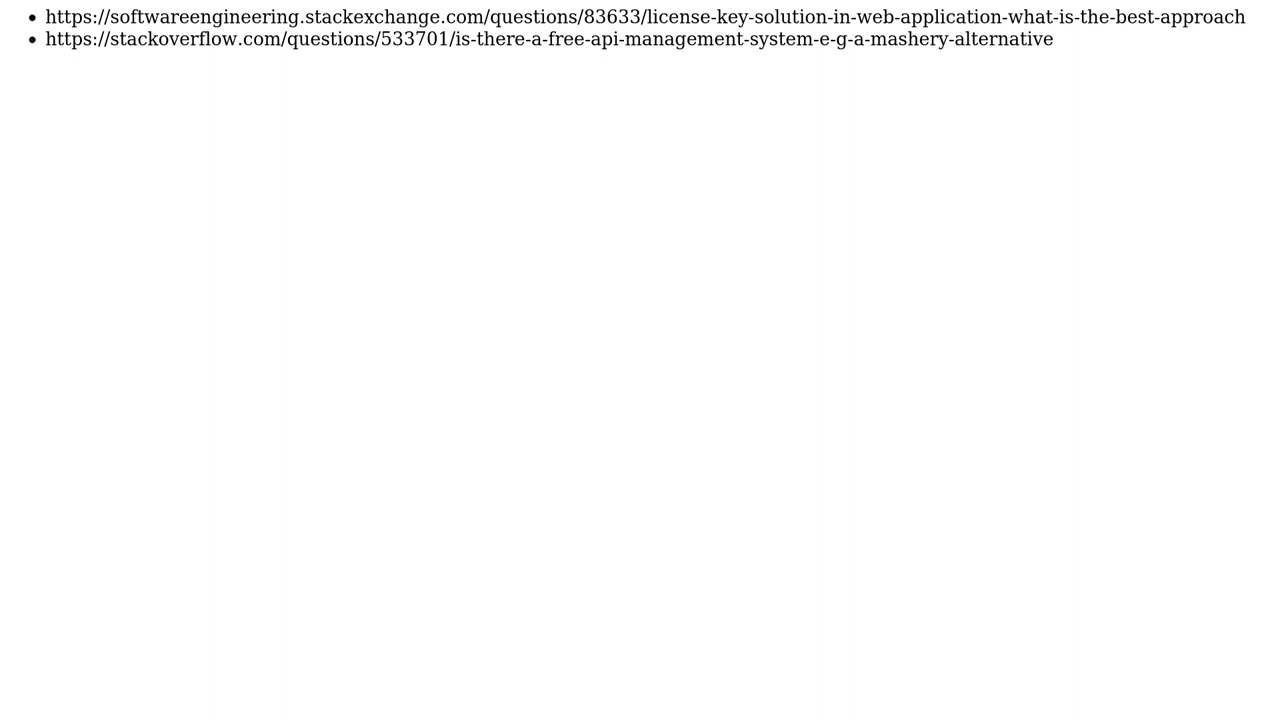 • https://softwareengineering.stackexchange.com/questions/83633/license-key-solution-in-web-application-what-is-the-best-approach
• https://stackoverflow.com/questions/533701/is-there-a-free-api-management-system-e-g-a-mashery-alternative